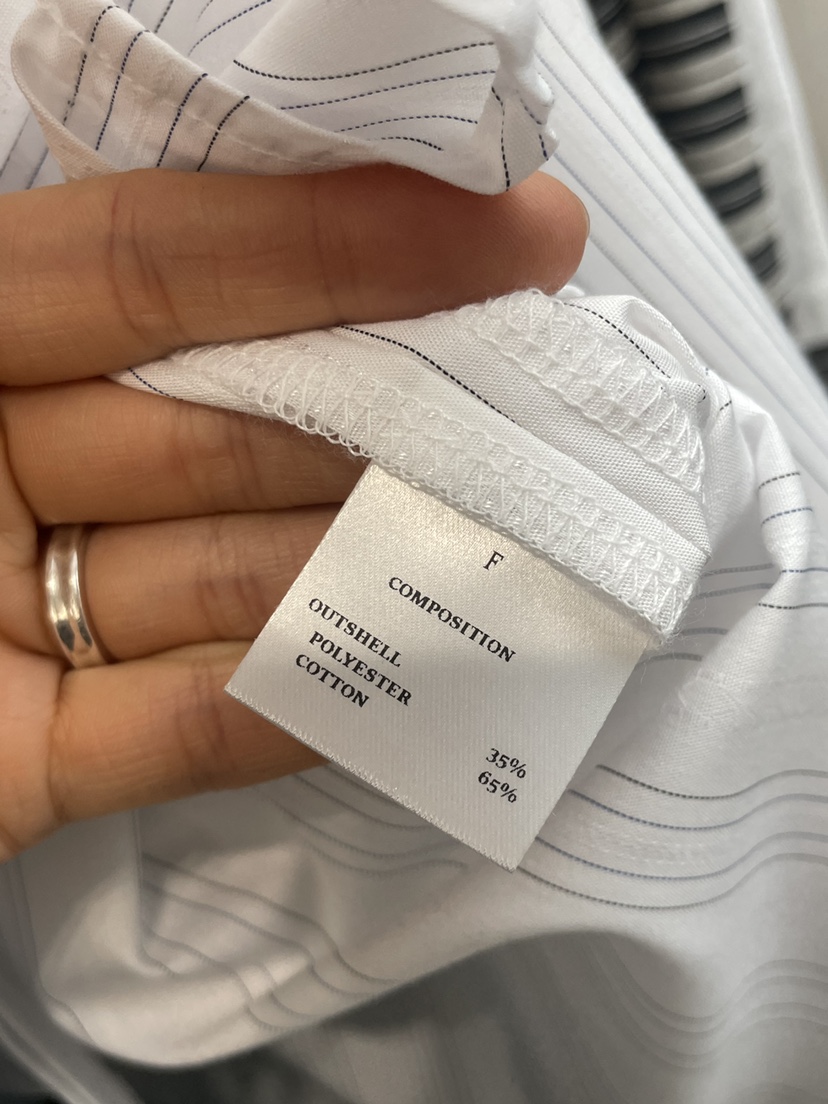 F
COMPOSITION
OUTSHELL
POLYESTER 35%
COTTON 65%